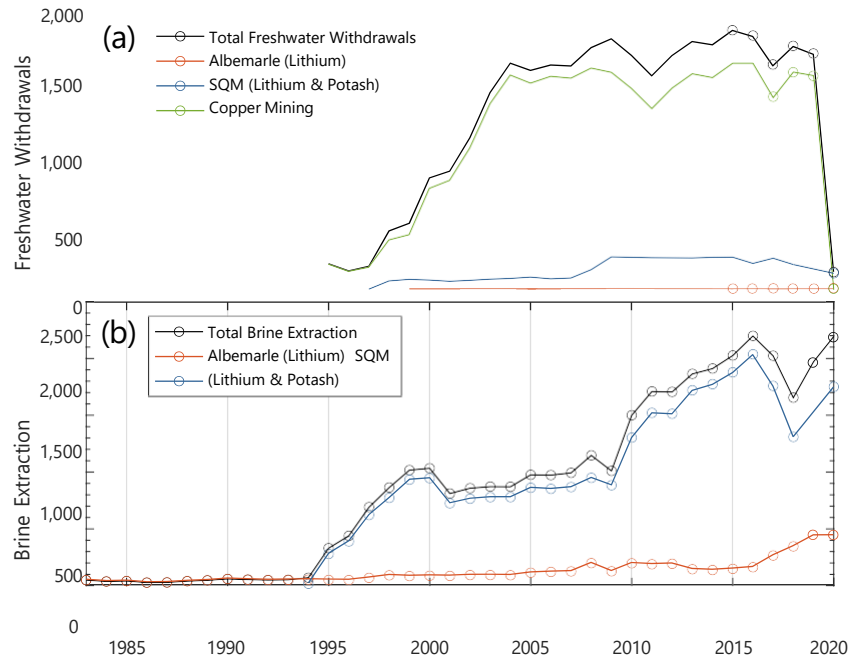 2,000
(a)
Total Freshwater Withdrawals
Albemarle (Lithium)
SQM (Lithium & Potash)
Copper Mining
1,500
1,000
500
0
Freshwater Withdrawals
(b)
Total Brine Extraction
Albemarle (Lithium) SQM
(Lithium & Potash)
2,500
2,000
1,500
1,000
500
0
Brine Extraction
1985 1990 1995 2000 2005 2010 2015 2020